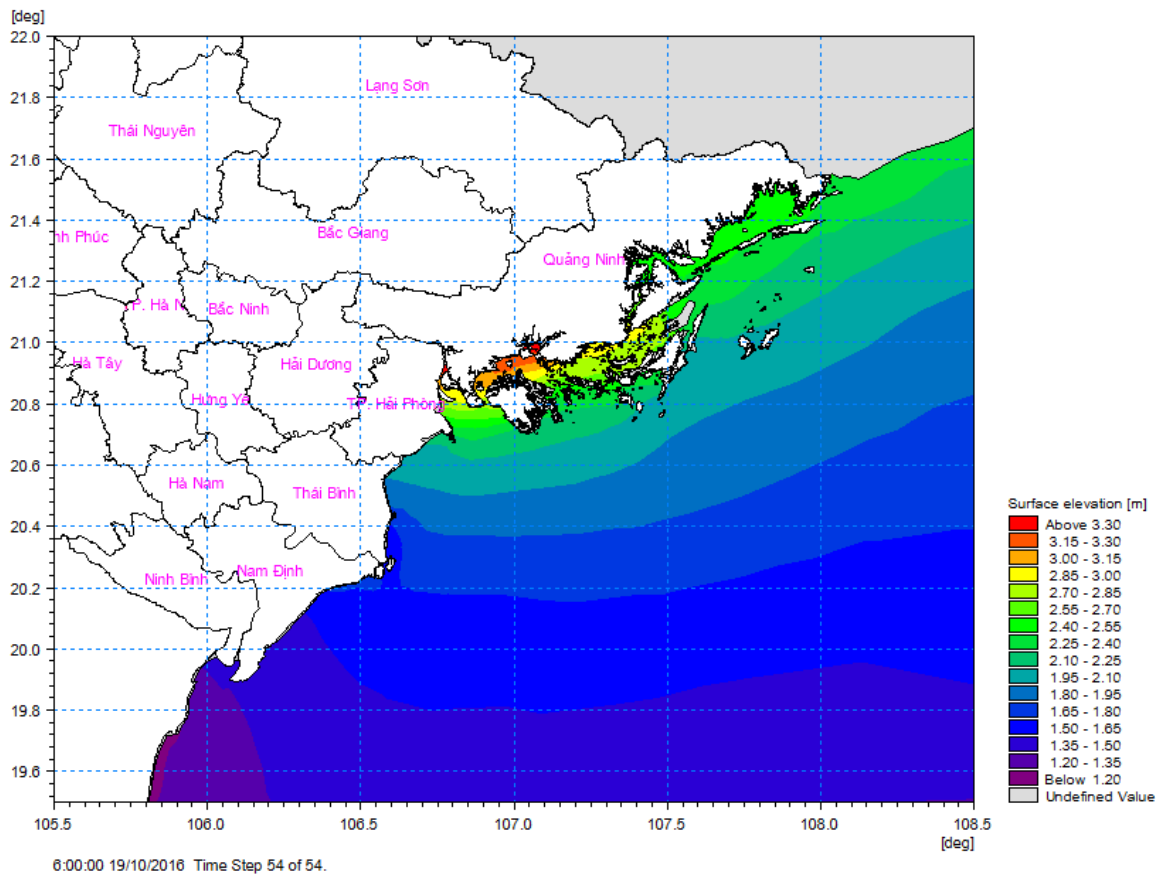 [deg]
22.0
21.8
21.6
21.4
21.2
21.0
20.8
20.6
20.4
20.2
20.0
19.8
19.6
105.5
106.0
106.5
107.0
107.5
108.0
108.5
[deg]
Lạng Sơn
Thái Nguyên
nh Phúc
Bắc Giang
Quảng Ninh
P. Hà N
Bắc Ninh
Hà Tây
Hải Dương
Hưng Yê
TP. Hải Phòng
Hà Nam
Thái Bình
Ninh Bình
Nam Định
Surface elevation [m]
Above 3.30
3.15 - 3.30
3.00 - 3.15
2.85 - 3.00
2.70 - 2.85
2.55 - 2.70
2.40 - 2.55
2.25 - 2.40
2.10 - 2.25
1.95 - 2.10
1.80 - 1.95
1.65 - 1.80
1.50 - 1.65
1.35 - 1.50
1.20 - 1.35
Below 1.20
Undefined Value
6:00:00 19/10/2016 Time Step 54 of 54.